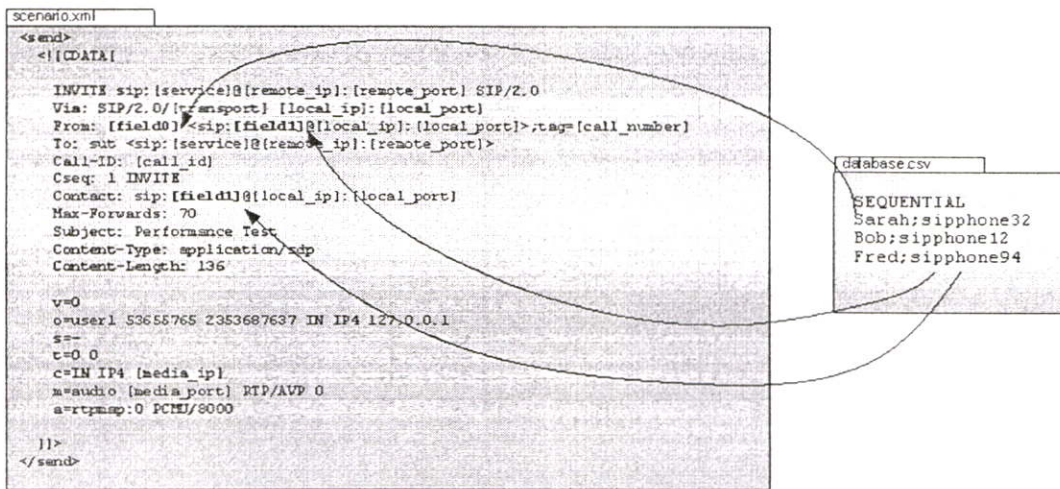 scenario.xml
<send>
<![CDATA[
INVITE sip:[service]@[remote_ip]:[remote_port] SIP/2.0
Via: SIP/2.0/[transport] [local_ip]:[local_port]
From: [field0] <sip:[field1]@[local_ip]:[local_port]>;tag=[call_number]
To: sut <sip:[service]@[remote_ip]:[remote_port]>
Call-ID: [call_id]
Cseq: 1 INVITE
Contact: sip:[field1]@[local_ip]:[local_port]
Max-Forwards: 70
Subject: Performance Test
Content-Type: application/sdp
Content-Length: 136
v=0
o=user1 53655765 2353687637 IN IP4 127.0.0.1
s=-
t=0 0
c=IN IP4 [media_ip]
m=audio [media_port] RTP/AVP 0
a=rtpmap:0 PCMU/8000
]]>
</send>
database.csv
SEQUENTIAL
Sarah;sipphone32
Bob;sipphone12
Fred;sipphone94